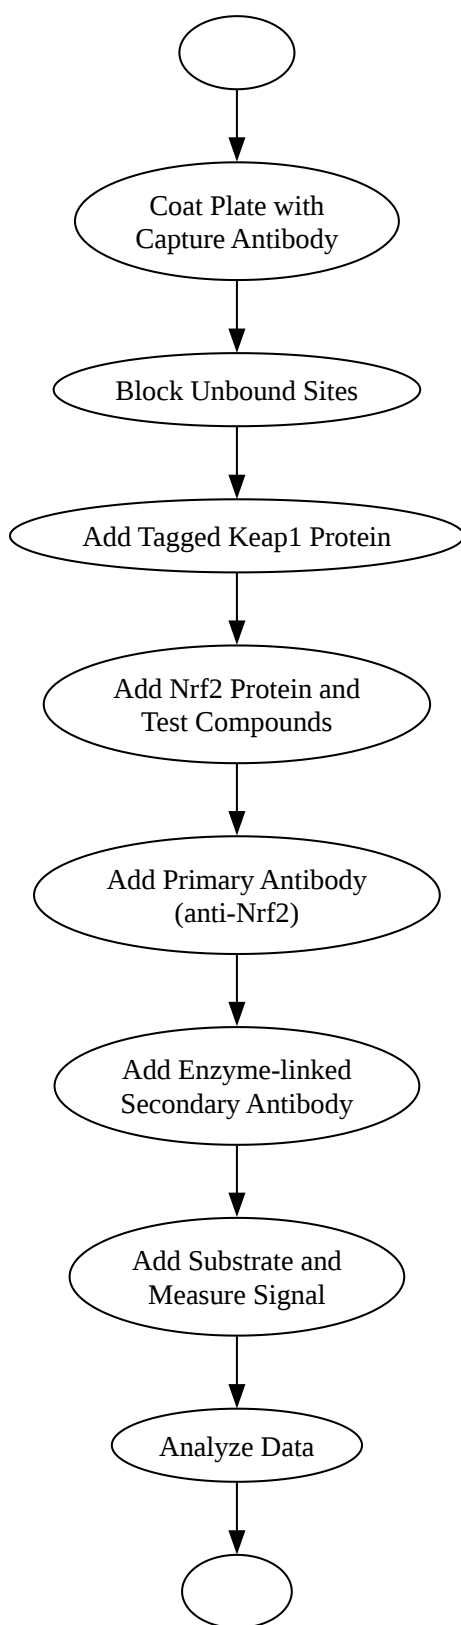 Coat Plate with
Capture Antibody
Block Unbound Sites
Add Tagged Keap1 Protein
Add Nrf2 Protein and
Test Compounds
Add Primary Antibody
(anti-Nrf2)
Add Enzyme-linked
Secondary Antibody
Add Substrate and
Measure Signal
Analyze Data